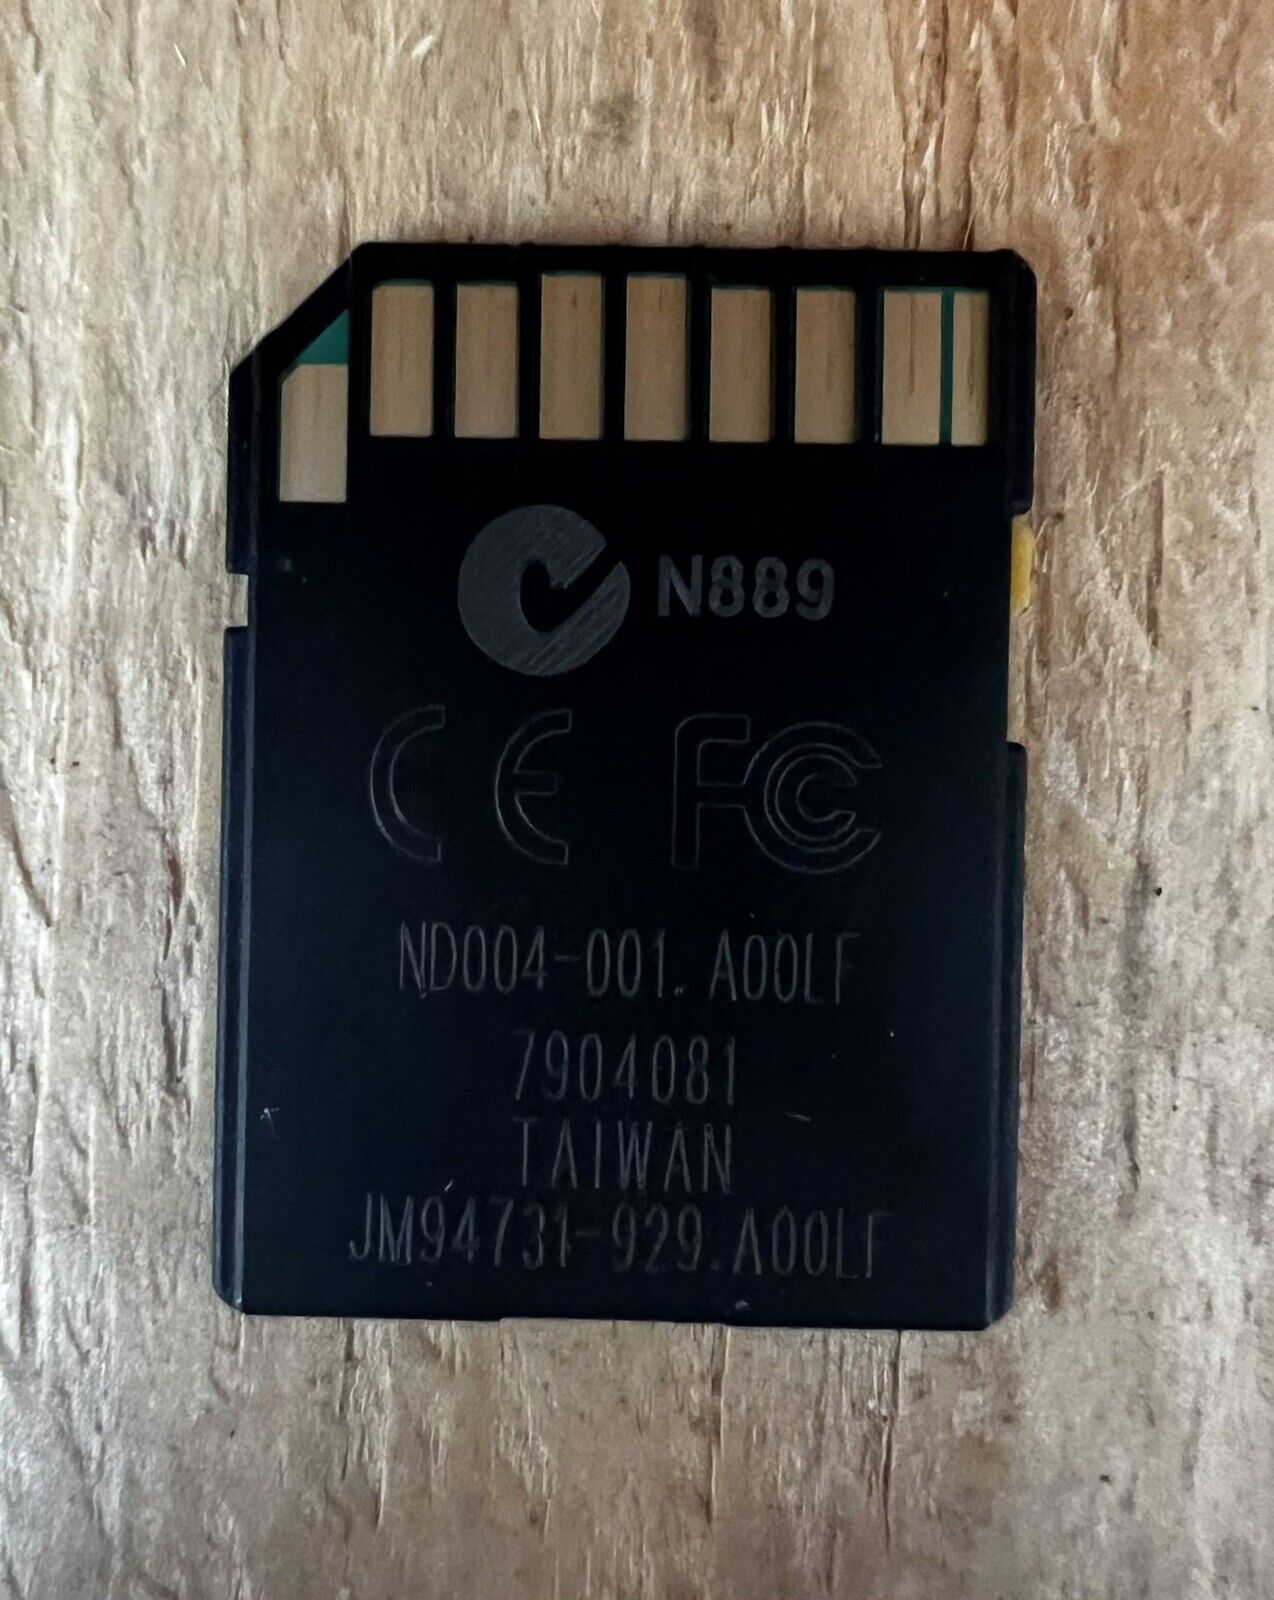 N889
CE FC
ND004-001.A00LF
7904081
TAIWAN
JM94731-929.A00LF